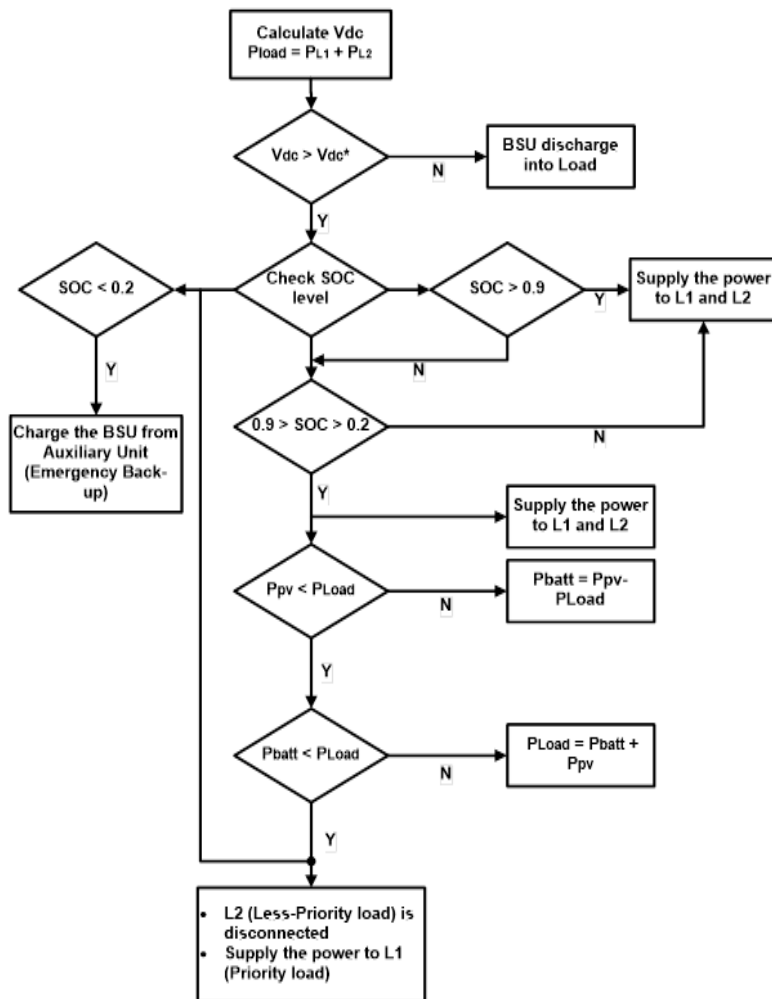 Calculate Vdc
PLoad = PL1 + PL2
Vdc > Vdc*
N
BSU discharge
into Load
Y
SOC < 0.2
Check SOC
level
SOC > 0.9
Y
Supply the power
to L1 and L2
Y
N
Charge the BSU from
Auxiliary Unit
(Emergency Back-
up)
0.9 > SOC > 0.2
N
Y
Supply the power
to L1 and L2
Ppv < PLoad
N
Pbatt = Ppv-
PLoad
Y
Pbatt < PLoad
N
PLoad = Pbatt +
Ppv
Y
• L2 (Less-Priority load) is
disconnected
• Supply the power to L1
(Priority load)